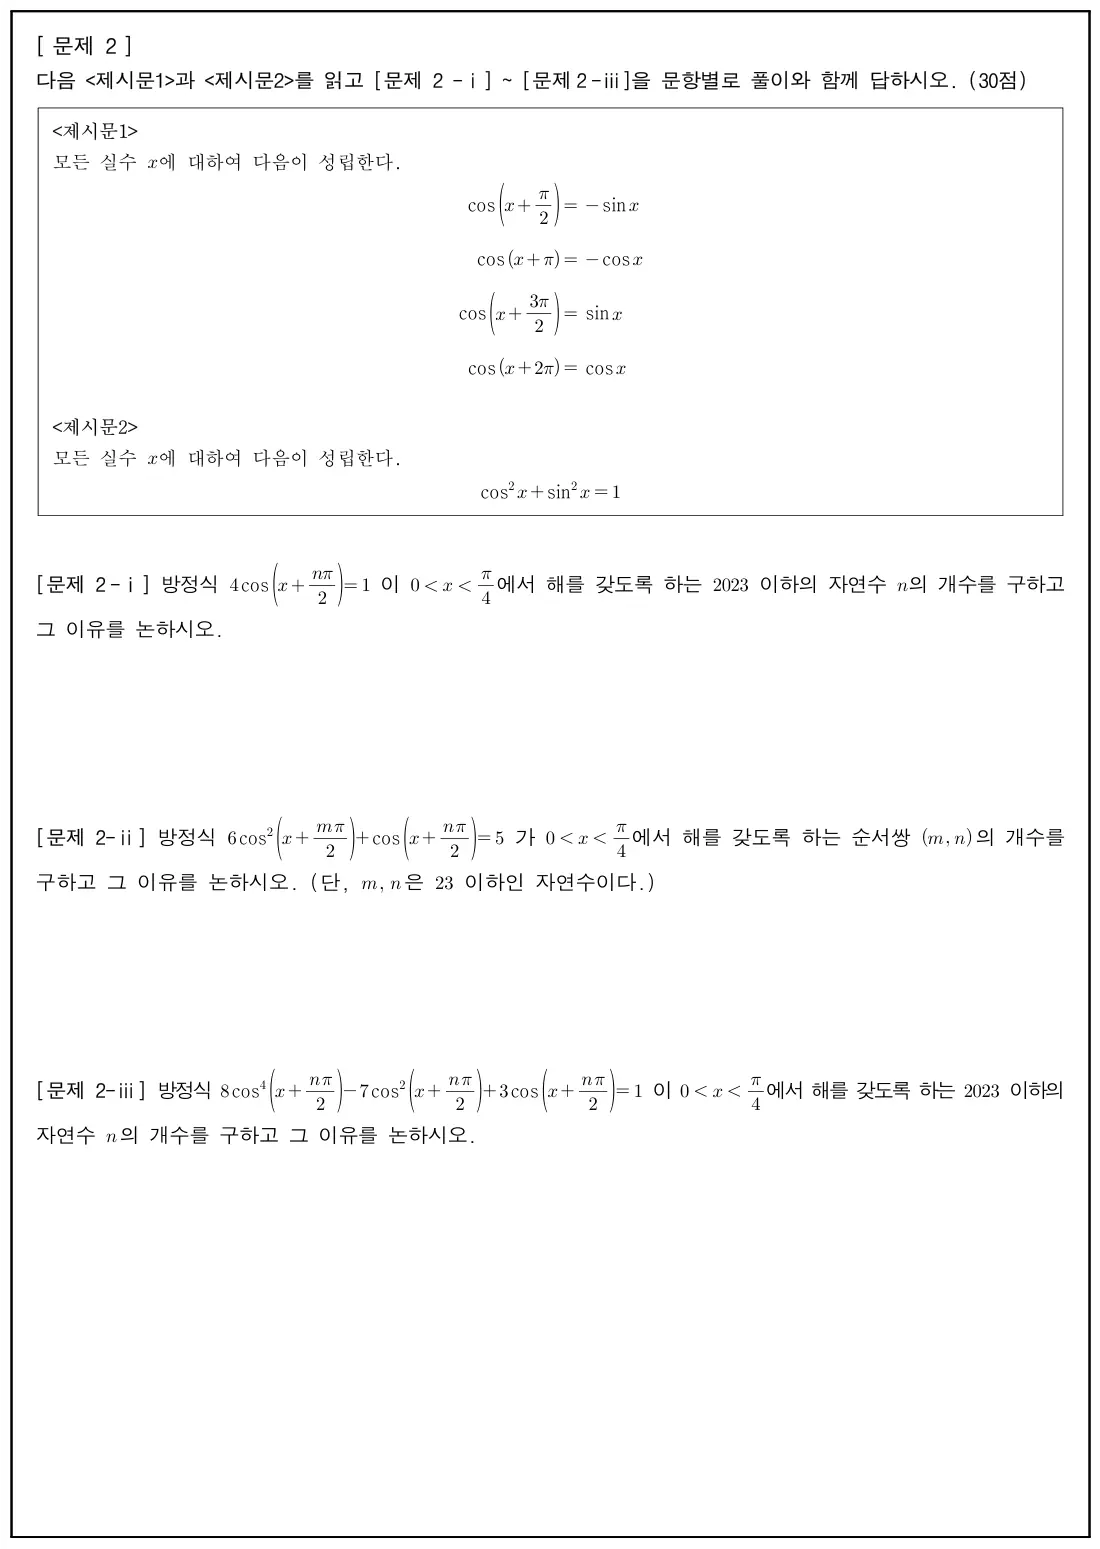 [ 문제 2 ]
다음 <제시문1>과 <제시문2>를 읽고 [문제 2 - ⅰ] ~ [문제2-ⅲ]을 문항별로 풀이와 함께 답하시오. (30점)
<제시문1>
모든 실수 x에 대하여 다음이 성립한다.
cos(x+π/2)= -sin x
cos(x+π)= -cos x
cos(x+3π/2)= sin x
cos(x+2π)= cos x
<제시문2>
모든 실수 x에 대하여 다음이 성립한다.
cos²x+sin²x=1
[문제 2-ⅰ] 방정식 4cos(x+nπ/2)=1 이 0<x<π/4에서 해를 갖도록 하는 2023 이하의 자연수 n의 개수를 구하고
그 이유를 논하시오.
[문제 2-ⅱ] 방정식 6cos²(x+mπ/2)+cos(x+nπ/2)=5 가 0<x<π/4에서 해를 갖도록 하는 순서쌍 (m,n)의 개수를
구하고 그 이유를 논하시오. (단, m, n은 23 이하인 자연수이다.)
[문제 2-ⅲ] 방정식 8cos⁴(x+nπ/2)-7cos²(x+nπ/2)+3cos(x+nπ/2)=1 이 0<x<π/4에서 해를 갖도록 하는 2023 이하의
자연수 n의 개수를 구하고 그 이유를 논하시오.